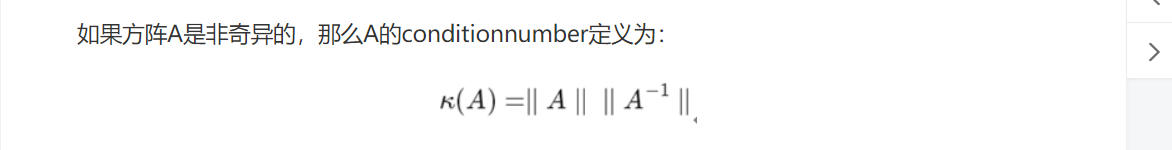 如果方阵A是非奇异的，那么A的conditionnumber定义为：
κ(A) =‖ A ‖ ‖ A⁻¹ ‖